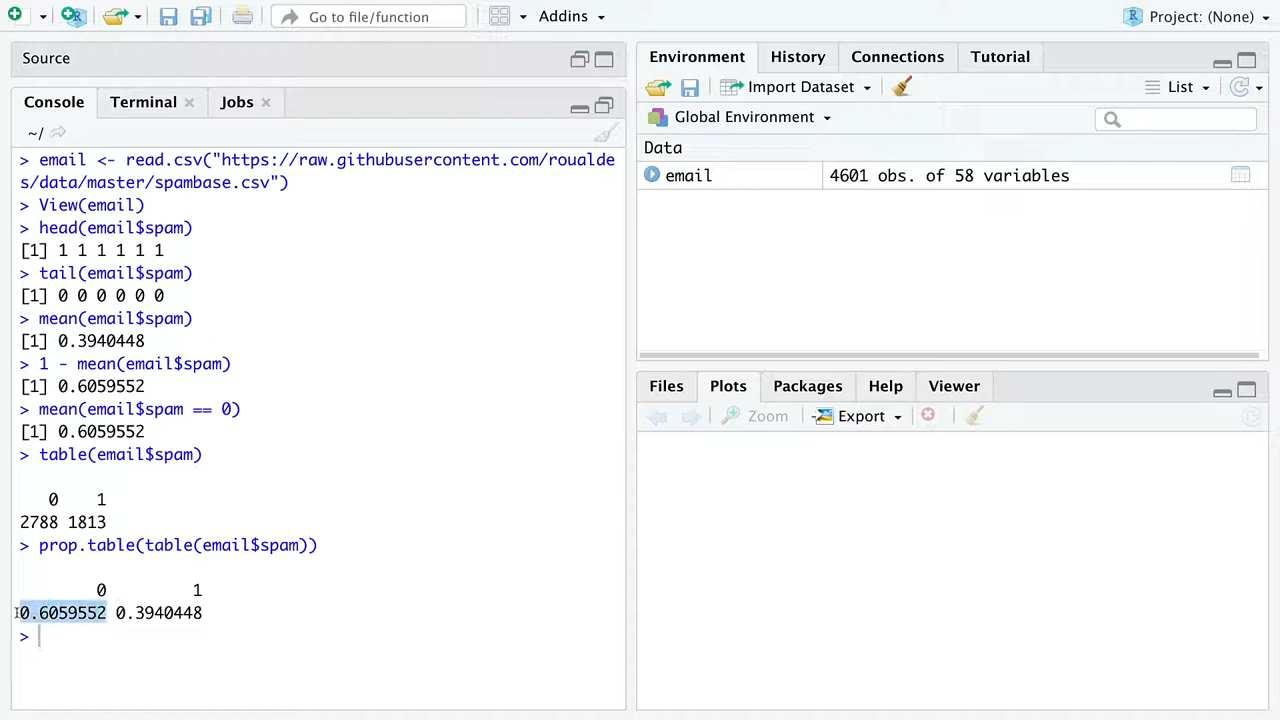 Go to file/function
Addins
Project: (None)
Source
Console
Terminal
Jobs
~/
> email <- read.csv("https://raw.githubusercontent.com/roualde
s/data/master/spambase.csv")
> View(email)
> head(email$spam)
[1] 1 1 1 1 1 1
> tail(email$spam)
[1] 0 0 0 0 0 0
> mean(email$spam)
[1] 0.3940448
> 1 - mean(email$spam)
[1] 0.6059552
> mean(email$spam == 0)
[1] 0.6059552
> table(email$spam)
0 1
2788 1813
> prop.table(table(email$spam))
0 1
0.6059552 0.3940448
>
Environment
History
Connections
Tutorial
Import Dataset
List
Global Environment
Data
email
4601 obs. of 58 variables
Files
Plots
Packages
Help
Viewer
Zoom
Export